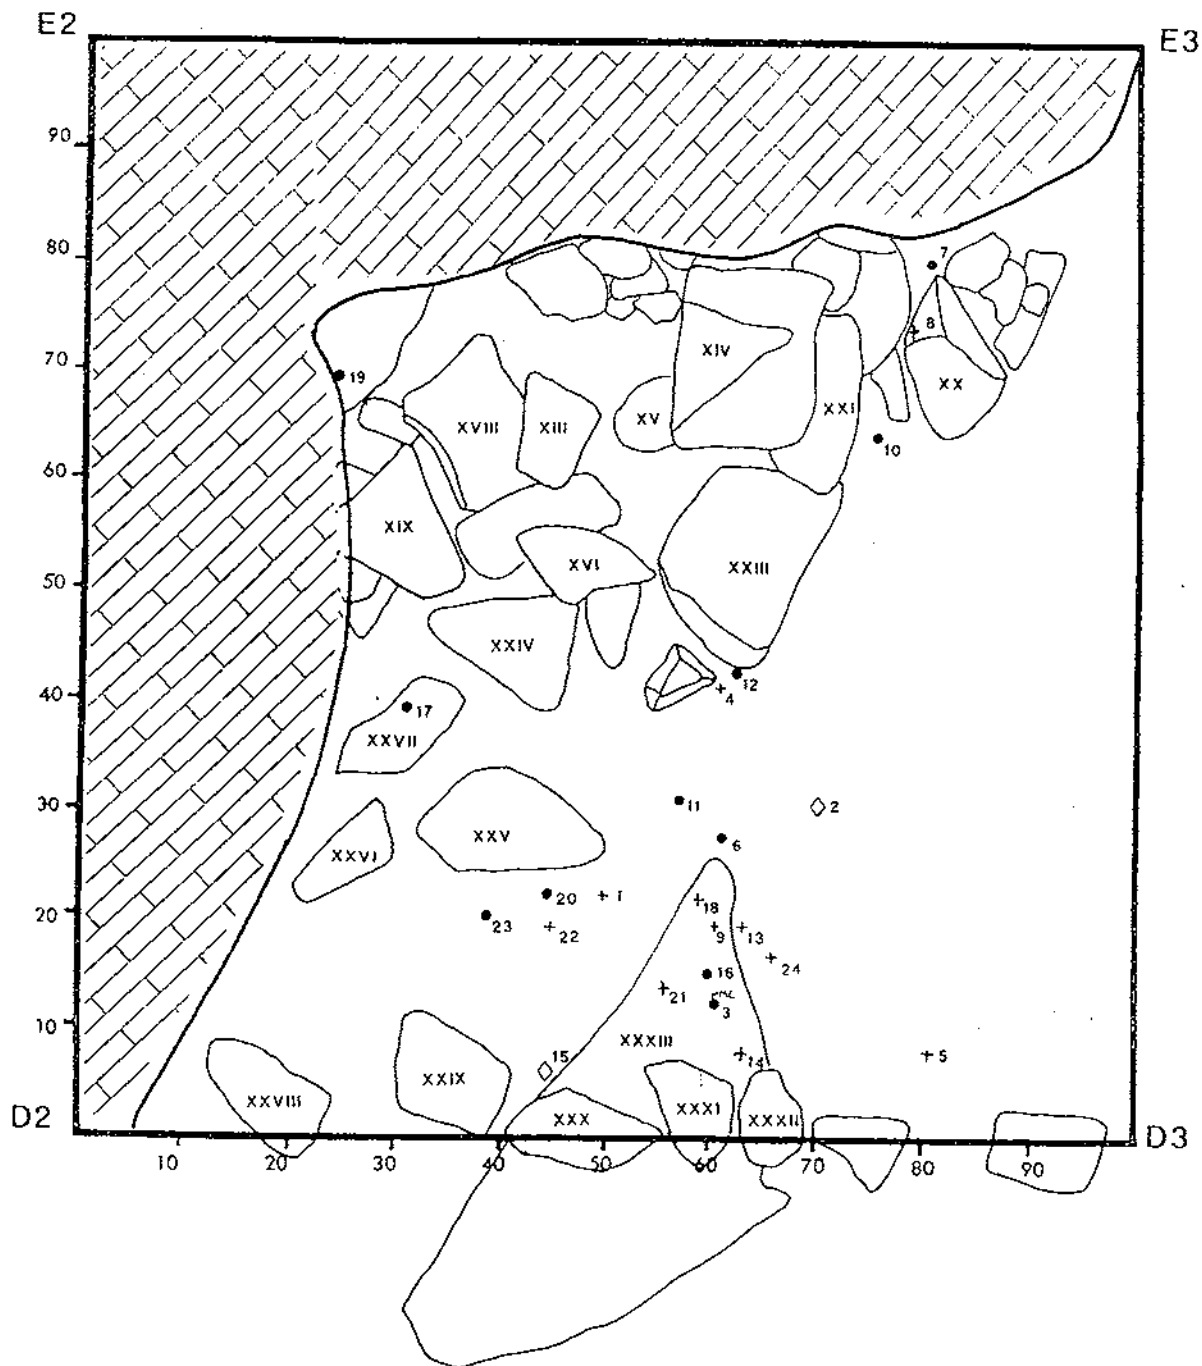 E2 E3
90
80 7
8
70 XIV XX
19
XVIII XIII XV XXI
10
60
XIX
XVI XXIII
50
XXIV
12
40 4
17
XXVII
30 11 2
6
XXV
XXVI
20 20 1 18
23 22 9 13
24
16
21
3
10 XXXIII
15 14 5
XXIX
XXVIII XXX XXXI XXXII
D2 D3
10 20 30 40 50 60 70 80 90